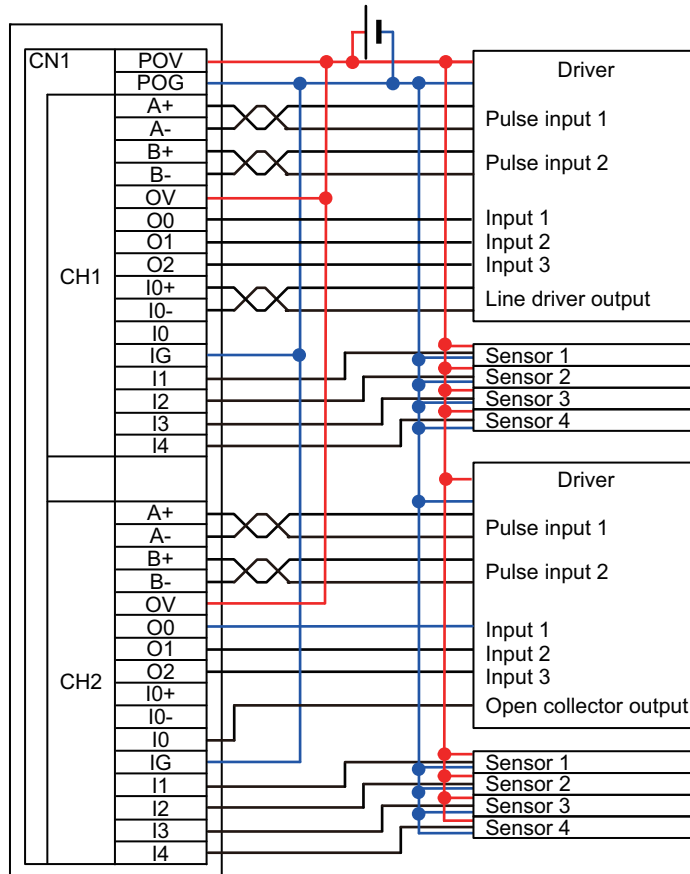 CN1
POV
POG
CH1
A+
A-
B+
B-
OV
O0
O1
O2
I0+
I0-
I0
IG
I1
I2
I3
I4
CH2
A+
A-
B+
B-
OV
O0
O1
O2
I0+
I0-
I0
IG
I1
I2
I3
I4
Driver
Pulse input 1
Pulse input 2
Input 1
Input 2
Input 3
Line driver output
Sensor 1
Sensor 2
Sensor 3
Sensor 4
Driver
Pulse input 1
Pulse input 2
Input 1
Input 2
Input 3
Open collector output
Sensor 1
Sensor 2
Sensor 3
Sensor 4